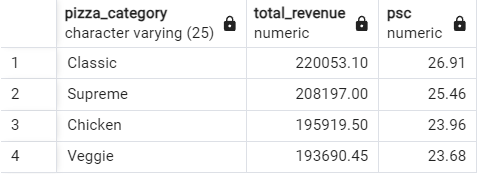 pizza_category total_revenue psc
character varying (25) numeric numeric
1 Classic 220053.10 26.91
2 Supreme 208197.00 25.46
3 Chicken 195919.50 23.96
4 Veggie 193690.45 23.68